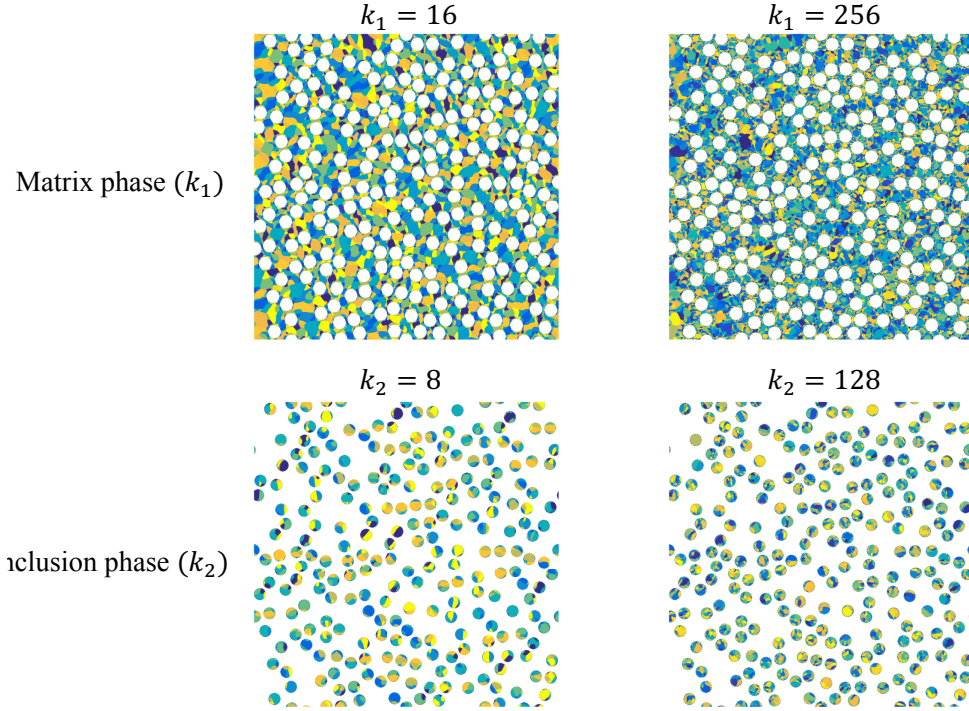 k₁ = 16
k₁ = 256
Matrix phase (k₁)
k₂ = 8
k₂ = 128
nclusion phase (k₂)